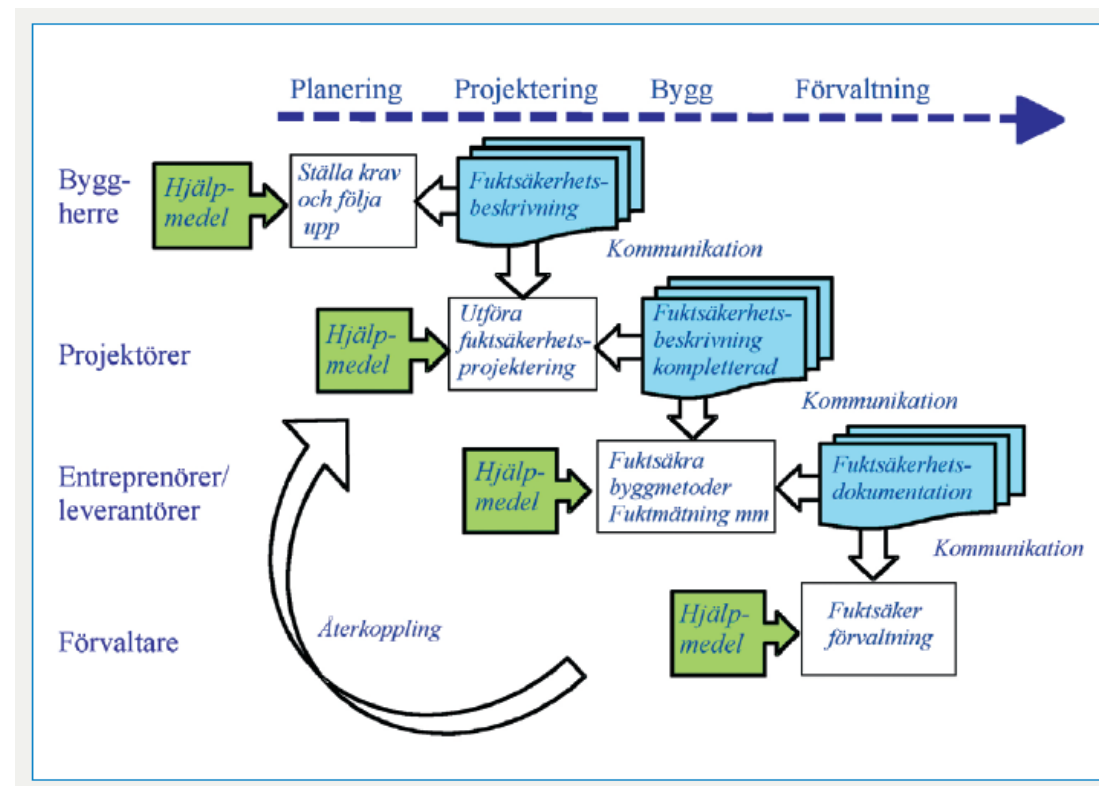 Planering Projektering Bygg Förvaltning
Bygg-
herre
Hjälp-
medel
Ställa krav
och följa
upp
Fuktsäkerhets-
beskrivning
Kommunikation
Projektörer
Hjälp-
medel
Utföra
fuktsäkerhets-
projektering
Fuktsäkerhets-
beskrivning
kompletterad
Kommunikation
Entreprenörer/
leverantörer
Hjälp-
medel
Fuktsäkra
byggmetoder
Fuktmätning mm
Fuktsäkerhets-
dokumentation
Kommunikation
Förvaltare
Återkoppling
Hjälp-
medel
Fuktsäker
förvaltning